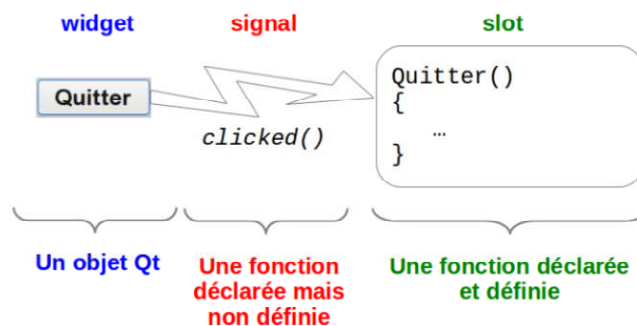 widget
signal
slot
Quitter
clicked()
Quitter()
{
…
}
Un objet Qt
Une fonction
déclarée mais
non définie
Une fonction déclarée
et définie